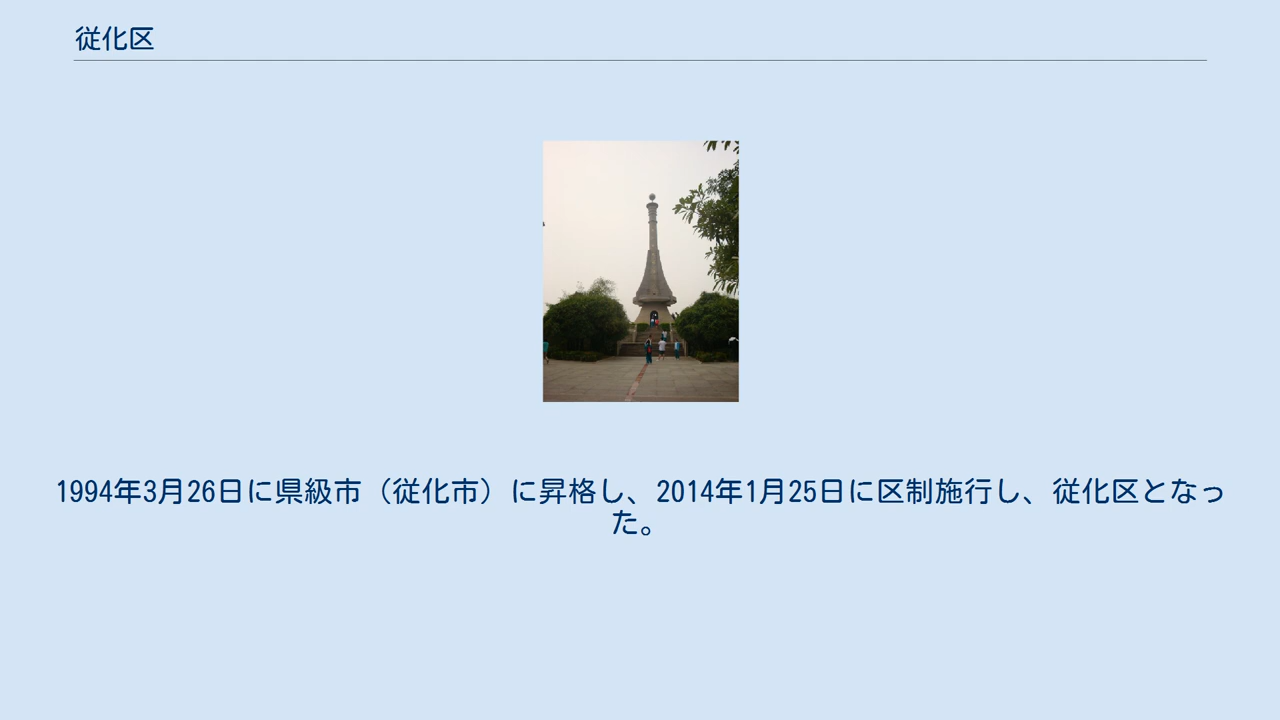 従化区
1994年3月26日に県級市（従化市）に昇格し、2014年1月25日に区制施行し、従化区となっ
た。